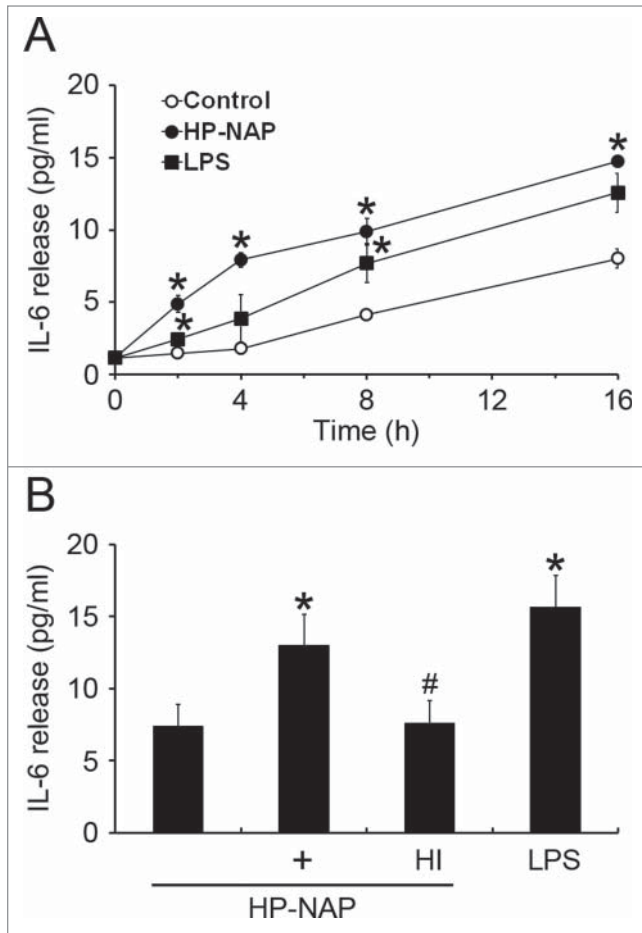 A
20
Control
HP-NAP
LPS
15
10
5
0
* * * * * *
IL-6 release (pg/ml)
0 4 8 12 16
Time (h)
B
20
15
10
5
0
* # *
IL-6 release (pg/ml)
+ HI LPS
HP-NAP